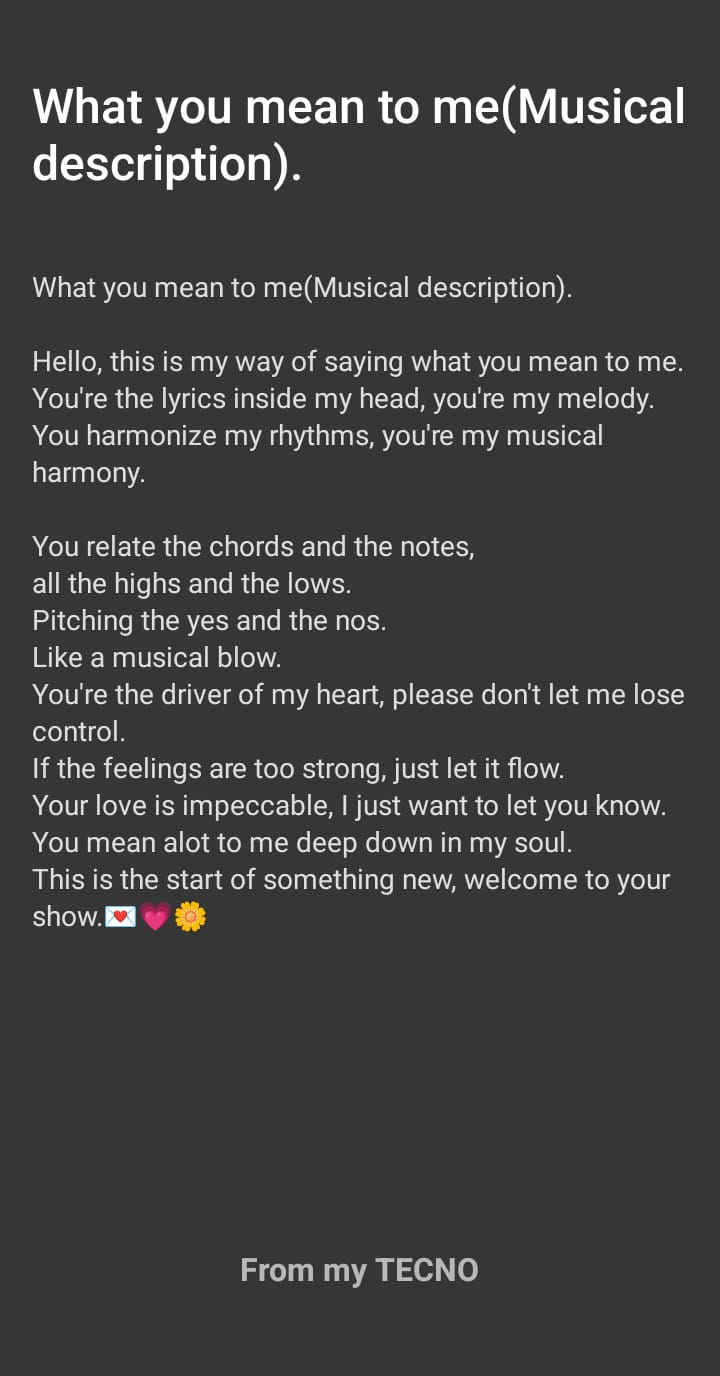 What you mean to me(Musical
description).
What you mean to me(Musical description).
Hello, this is my way of saying what you mean to me.
You're the lyrics inside my head, you're my melody.
You harmonize my rhythms, you're my musical
harmony.
You relate the chords and the notes,
all the highs and the lows.
Pitching the yes and the nos.
Like a musical blow.
You're the driver of my heart, please don't let me lose
control.
If the feelings are too strong, just let it flow.
Your love is impeccable, I just want to let you know.
You mean alot to me deep down in my soul.
This is the start of something new, welcome to your
show.💌💗🌼
From my TECNO